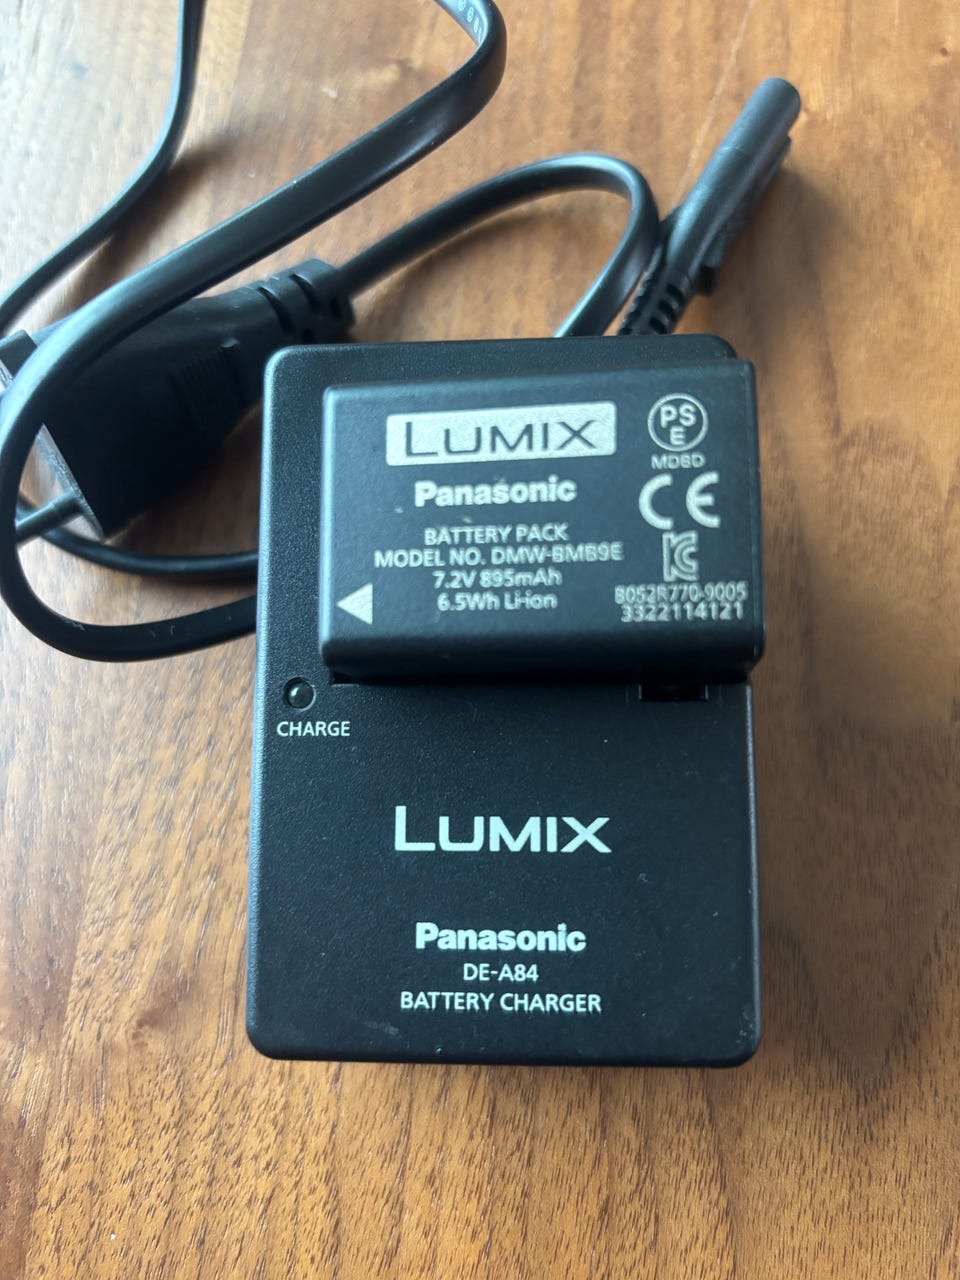 LUMIX
Panasonic
BATTERY PACK
MODEL NO. DMW-BMB9E
7.2V 895mAh
6.5Wh Li-ion
PS
E
MDBD
CE
8052R770-9005
3322114121
CHARGE
LUMIX
Panasonic
DE-A84
BATTERY CHARGER